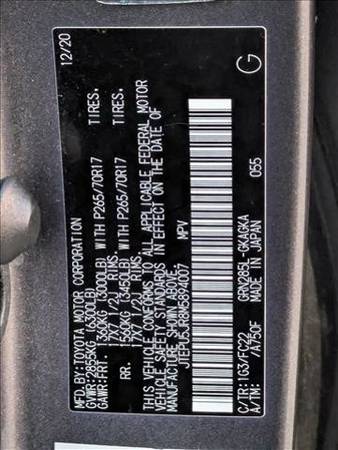 MFD.BY:TOYOTA MOTOR CORPORATION 12/20
GVWR:2855KG(6300LB)
GAWR:FRT. 1360KG(3000LB) WITH P265/70R17 TIRES.
17X7 1/2J RIMS.
RR. 1560KG(3450LB) WITH P265/70R17 TIRES.
17X7 1/2J RIMS.
THIS VEHICLE CONFORMS TO ALL APPLICABLE FEDERAL MOTOR
VEHICLE SAFETY STANDARDS IN EFFECT ON THE DATE OF
MANUFACTURE SHOWN ABOVE.
JTEPU5JR8M5894007 MPV
G
C/TR:1G3/FC22 GRN285L-GKAGKA
/A750F MADE IN JAPAN 055